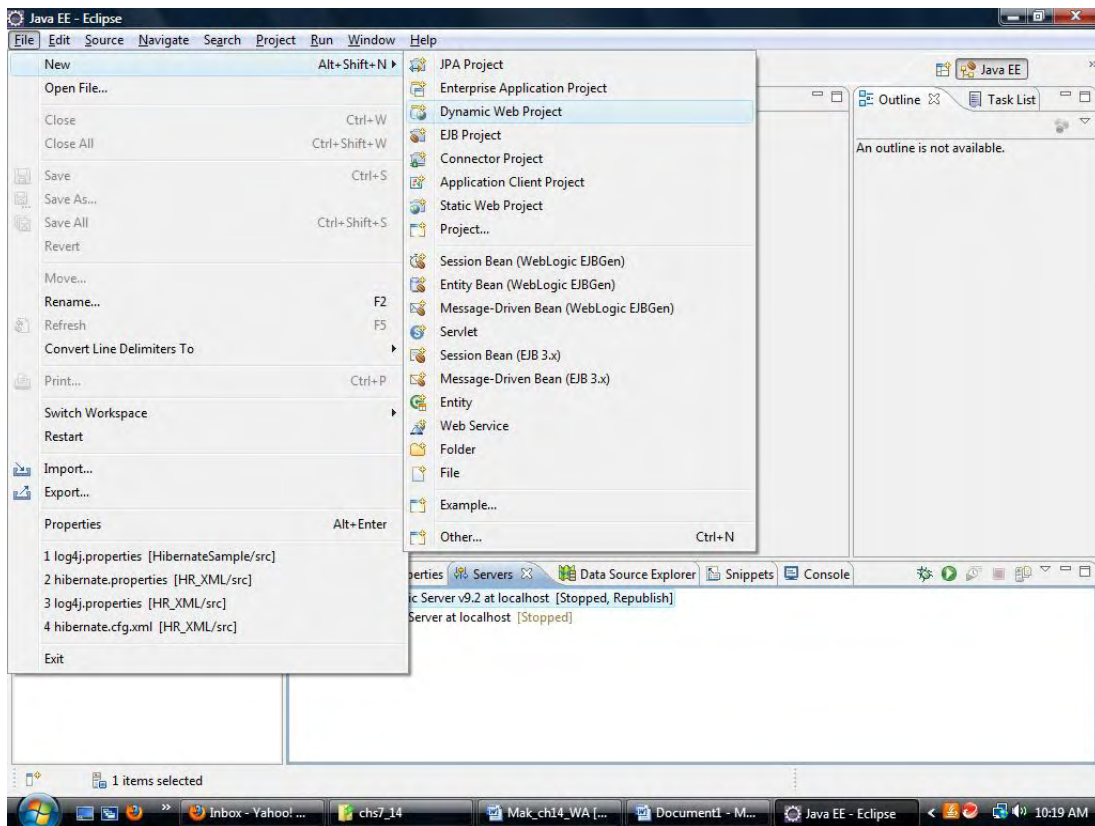 Java EE - Eclipse
File Edit Source Navigate Search Project Run Window Help
New Alt+Shift+N
Open File...
Close Ctrl+W
Close All Ctrl+Shift+W
Save Ctrl+S
Save As...
Save All Ctrl+Shift+S
Revert
Move...
Rename... F2
Refresh F5
Convert Line Delimiters To
Print... Ctrl+P
Switch Workspace
Restart
Import...
Export...
Properties Alt+Enter
1 log4j.properties [HibernateSample/src]
2 hibernate.properties [HR_XML/src]
3 log4j.properties [HR_XML/src]
4 hibernate.cfg.xml [HR_XML/src]
Exit
JPA Project
Enterprise Application Project
Dynamic Web Project
EJB Project
Connector Project
Application Client Project
Static Web Project
Project...
Session Bean (WebLogic EJBGen)
Entity Bean (WebLogic EJBGen)
Message-Driven Bean (WebLogic EJBGen)
Servlet
Session Bean (EJB 3.x)
Message-Driven Bean (EJB 3.x)
Entity
Web Service
Folder
File
Example...
Other... Ctrl+N
Java EE
Outline Task List
An outline is not available.
perties Servers Data Source Explorer Snippets Console
ic Server v9.2 at localhost [Stopped, Republish]
Server at localhost [Stopped]
1 items selected
Inbox - Yahoo! ... chs7_14 Mak_ch14_WA [... Document1 - M... Java EE - Eclipse 10:19 AM